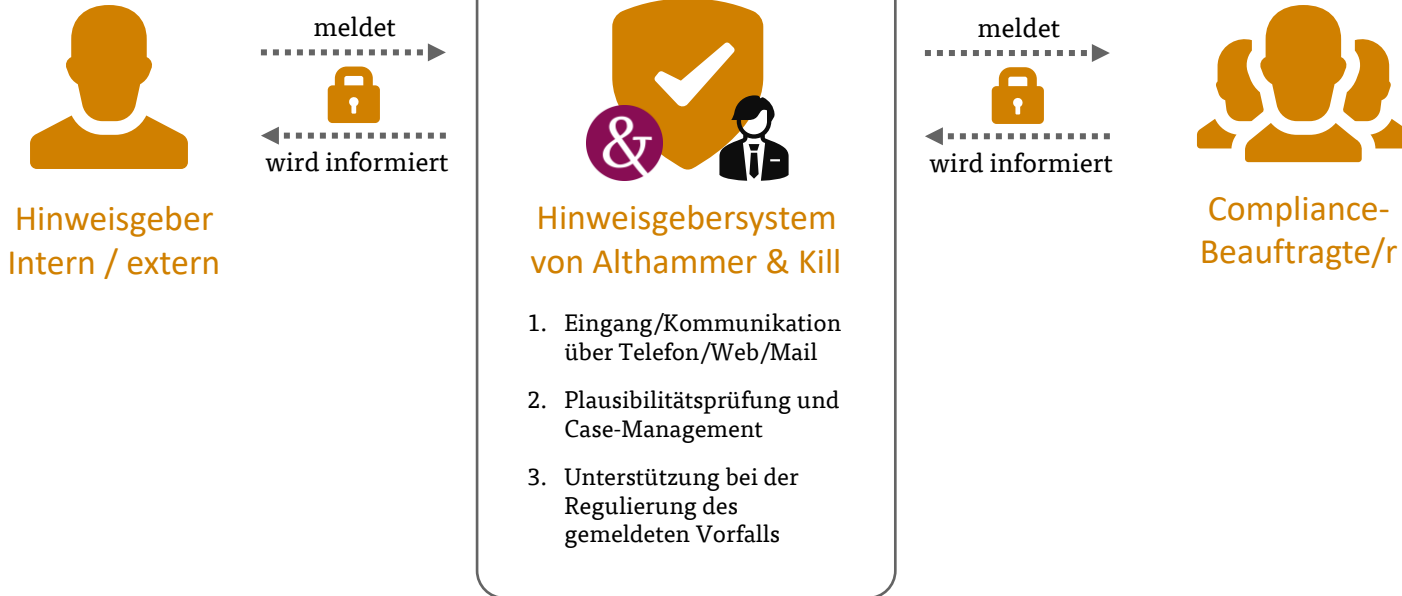 meldet
wird informiert
Hinweisgeber
Intern / extern
&
Hinweisgebersystem
von Althammer & Kill
1. Eingang/Kommunikation
über Telefon/Web/Mail
2. Plausibilitätsprüfung und
Case-Management
3. Unterstützung bei der
Regulierung des
gemeldeten Vorfalls
meldet
wird informiert
Compliance-
Beauftragte/r